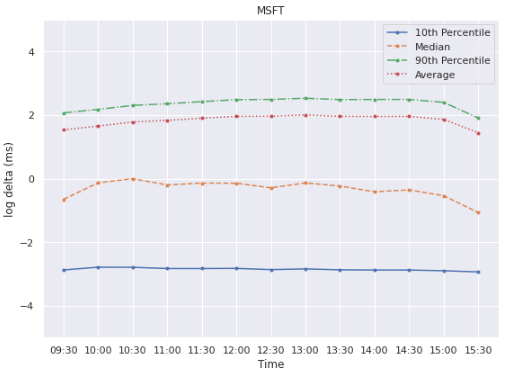 MSFT
10th Percentile
Median
90th Percentile
Average
4
2
0
−2
−4
log delta (ms)
09:30 10:00 10:30 11:00 11:30 12:00 12:30 13:00 13:30 14:00 14:30 15:00 15:30
Time